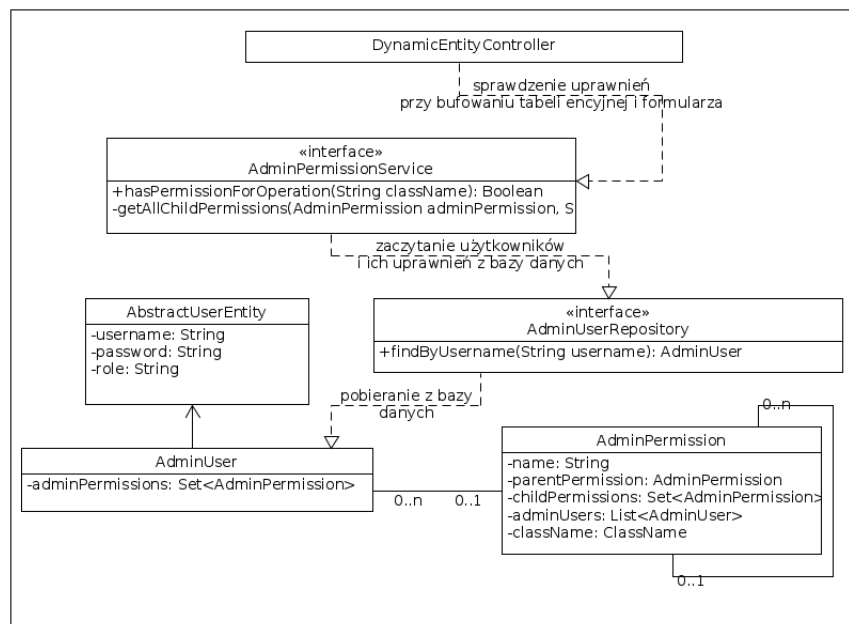 DynamicEntityController
sprawdzenie uprawnień
przy bufowaniu tabeli encyjnej i formularza
«interface»
AdminPermissionService
+hasPermissionForOperation(String className): Boolean
-getAllChildPermissions(AdminPermission adminPermission, S
zaczytanie użytkowników
i ich uprawnień z bazy danych
AbstractUserEntity
-username: String
-password: String
-role: String
«interface»
AdminUserRepository
+findByUsername(String username): AdminUser
pobieranie z bazy
danych
0..n
AdminUser
-adminPermissions: Set<AdminPermission>
0..n
0..1
AdminPermission
-name: String
-parentPermission: AdminPermission
-childPermissions: Set<AdminPermission>
-adminUsers: List<AdminUser>
-className: ClassName
0..1